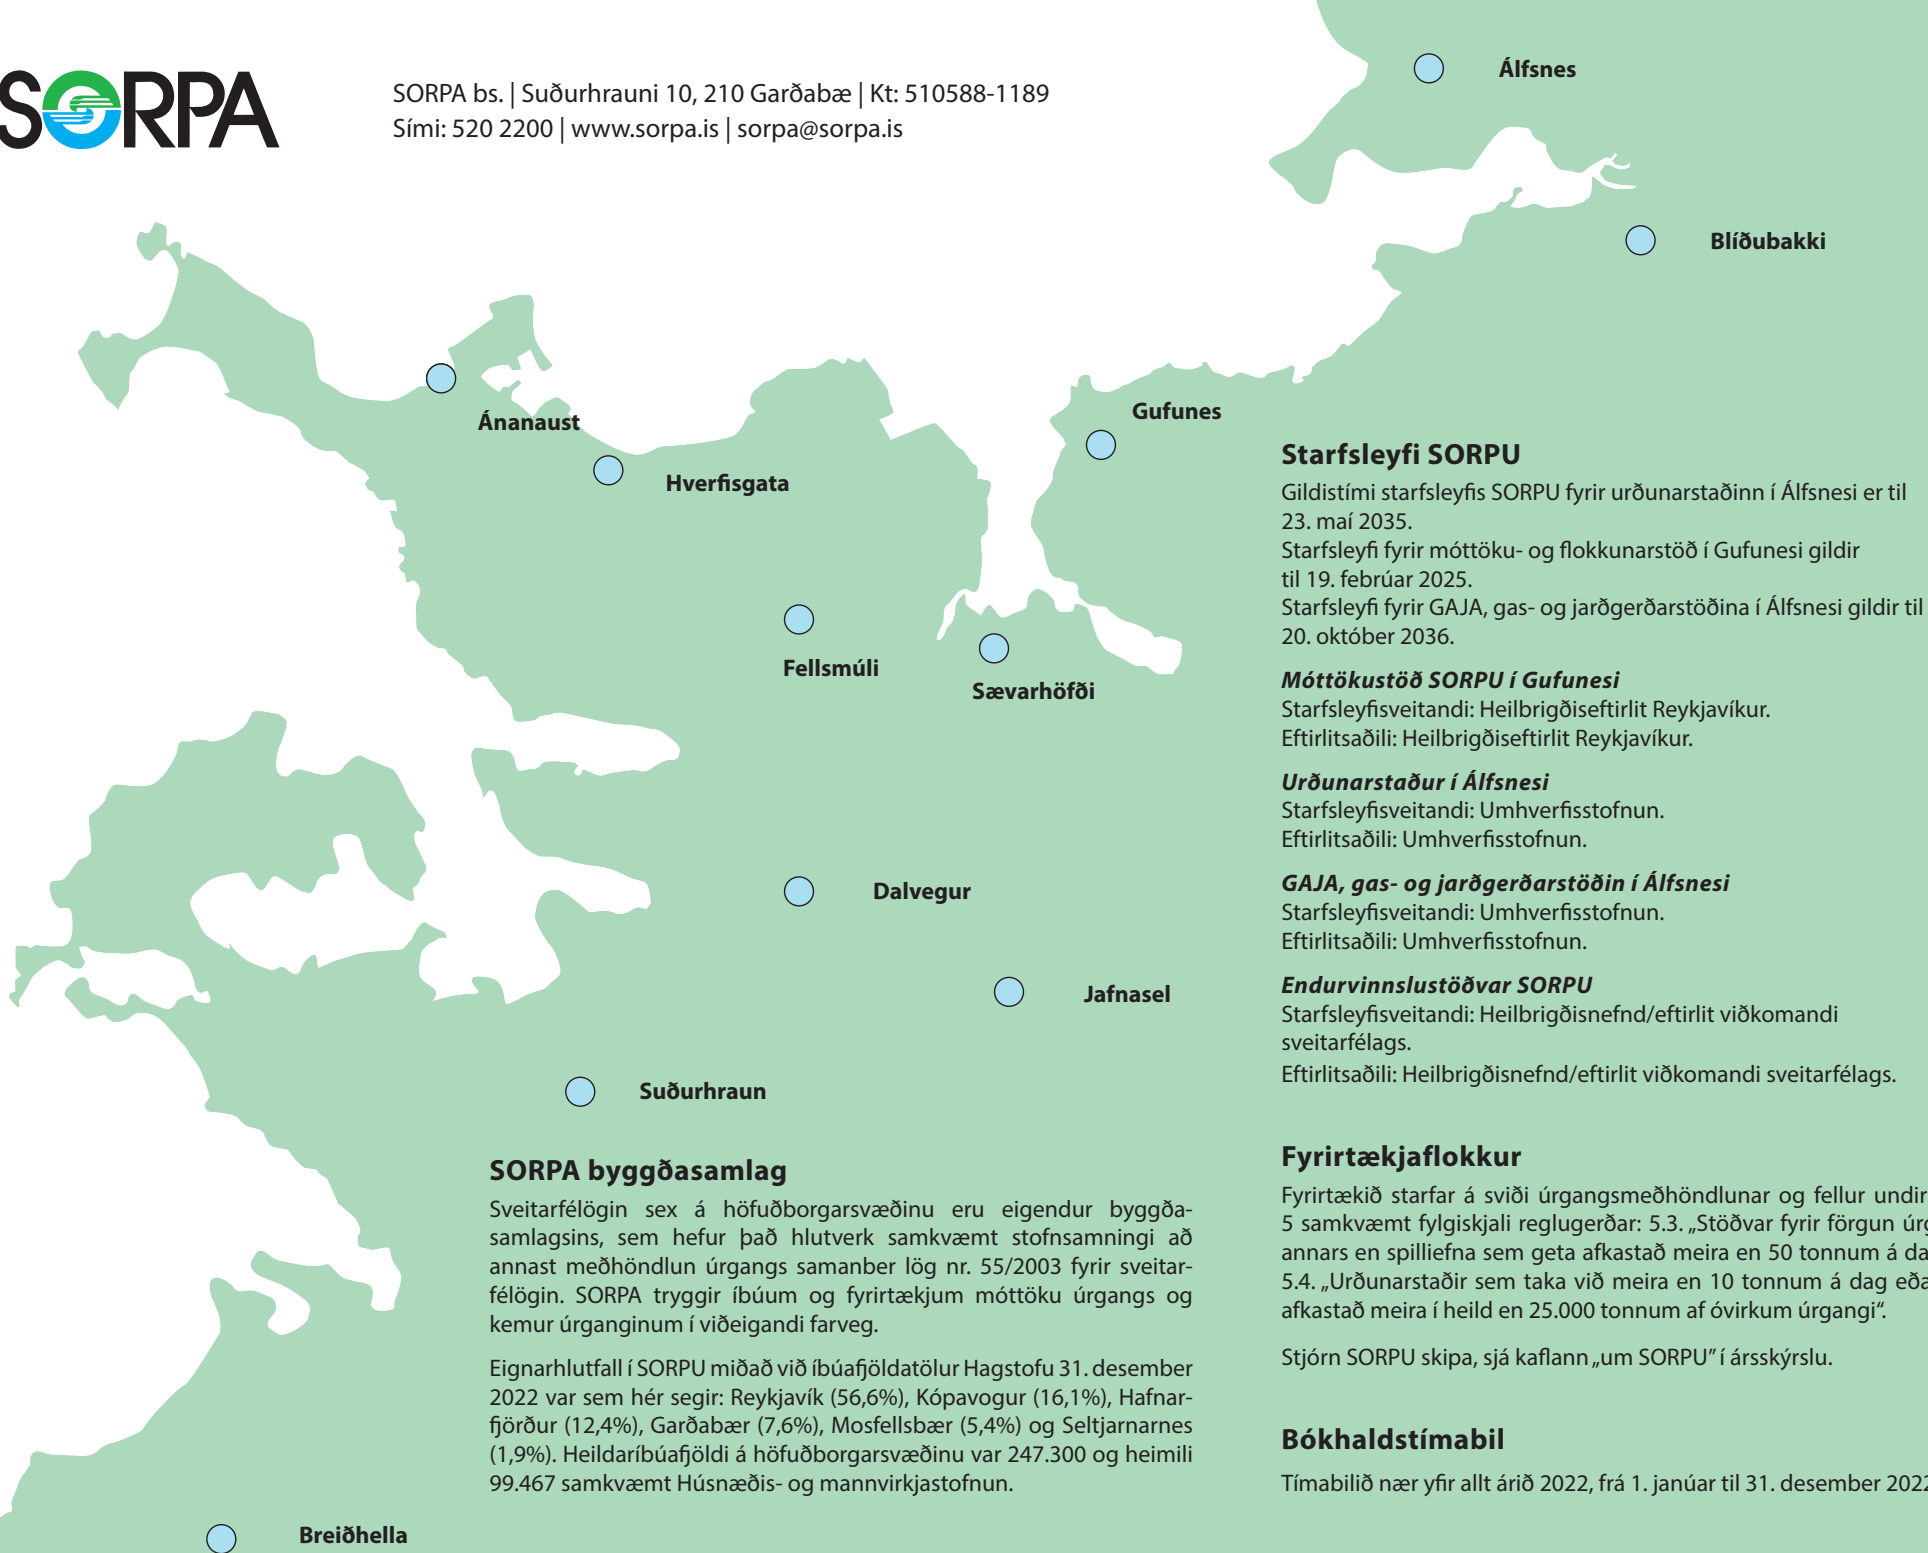 SORPA
SORPA bs. | Suðurhrauni 10, 210 Garðabæ | Kt: 510588-1189
Sími: 520 2200 | www.sorpa.is | sorpa@sorpa.is
Álfsnes
Blíðubakki
Ánanaust
Hverfisgata
Gufunes
Fellsmúli
Sævarhöfði
Dalvegur
Jafnasel
Suðurhraun
Breiðhella
SORPA byggðasamlag
Sveitarfélögin sex á höfuðborgarsvæðinu eru eigendur byggða-
samlagsins, sem hefur það hlutverk samkvæmt stofnsamningi að
annast meðhöndlun úrgangs samanber lög nr. 55/2003 fyrir sveitar-
félögin. SORPA tryggir íbúum og fyrirtækjum móttöku úrgangs og
kemur úrganginum í viðeigandi farveg.
Eignarhlutfall í SORPU miðað við íbúafjöldatölur Hagstofu 31. desember
2022 var sem hér segir: Reykjavík (56,6%), Kópavogur (16,1%), Hafnar-
fjörður (12,4%), Garðabær (7,6%), Mosfellsbær (5,4%) og Seltjarnarnes
(1,9%). Heildaríbúafjöldi á höfuðborgarsvæðinu var 247.300 og heimili
99.467 samkvæmt Húsnæðis- og mannvirkjastofnun.
Starfsleyfi SORPU
Gildistími starfsleyfis SORPU fyrir urðunarstaðinn í Álfsnesi er til
23. maí 2035.
Starfsleyfi fyrir móttöku- og flokkunarstöð í Gufunesi gildir
til 19. febrúar 2025.
Starfsleyfi fyrir GAJA, gas- og jarðgerðarstöðina í Álfsnesi gildir til
20. október 2036.
Móttökustöð SORPU í Gufunesi
Starfsleyfisveitandi: Heilbrigðiseftirlit Reykjavíkur.
Eftirlitsaðili: Heilbrigðiseftirlit Reykjavíkur.
Urðunarstaður í Álfsnesi
Starfsleyfisveitandi: Umhverfisstofnun.
Eftirlitsaðili: Umhverfisstofnun.
GAJA, gas- og jarðgerðarstöðin í Álfsnesi
Starfsleyfisveitandi: Umhverfisstofnun.
Eftirlitsaðili: Umhverfisstofnun.
Endurvinnslustöðvar SORPU
Starfsleyfisveitandi: Heilbrigðisnefnd/eftirlit viðkomandi
sveitarfélags.
Eftirlitsaðili: Heilbrigðisnefnd/eftirlit viðkomandi sveitarfélags.
Fyrirtækjaflokkur
Fyrirtækið starfar á sviði úrgangsmeðhöndlunar og fellur undir
5 samkvæmt fylgiskjali reglugerðar: 5.3. „Stöðvar fyrir förgun
annars en spilliefna sem geta afkastað meira en 50 tonnum á
5.4. „Urðunarstaðir sem taka við meira en 10 tonnum á dag eða
afkastað meira í heild en 25.000 tonnum af óvirkum úrgangi“.
Stjórn SORPU skipa, sjá kaflann „um SORPU” í ársskýrslu.
Bókhaldstímabil
Tímabilið nær yfir allt árið 2022, frá 1. janúar til 31. desember 2022